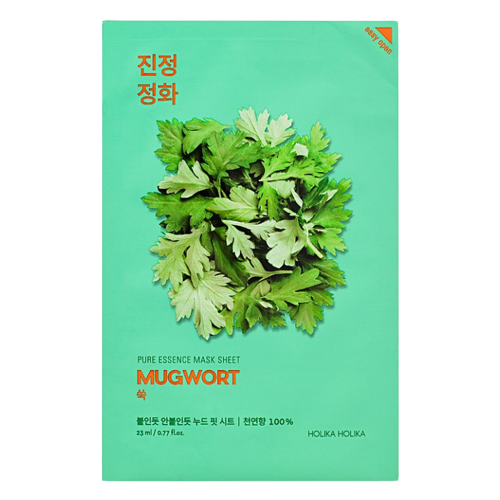 easy open
진정
정화
PURE ESSENCE MASK SHEET
MUGWORT
쑥
붙인듯 안붙인듯 누드 핏 시트 | 천연향 100%
23 ml / 0.77 fl.oz.
HOLIKA HOLIKA